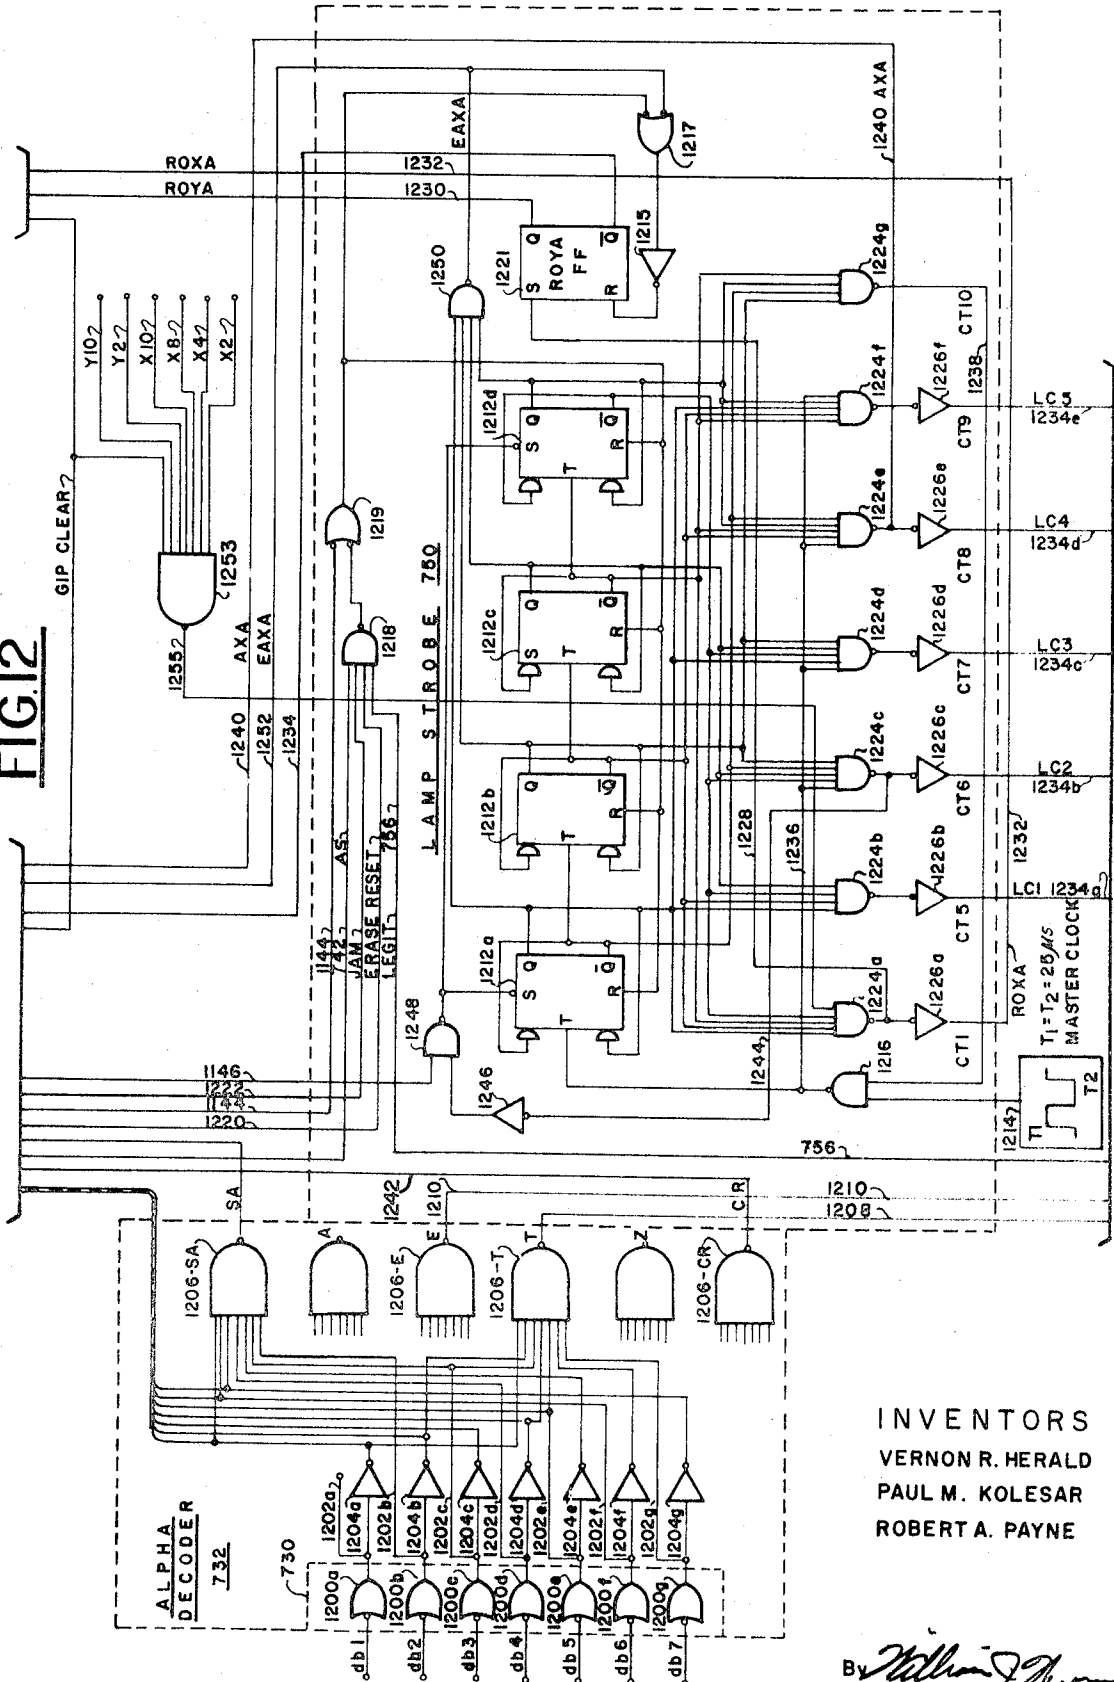 FIG.12
ROXA
1232
ROYA
1230
GIP CLEAR
Y10
Y2
X10
X8
X4
X2
1253
1255
1240
AXA
1252
EAXA
1234
EAXA
1250
1217
1215
1221
S
Q
ROYA
FF
R
Q
1240 AXA
1219
1218
1144
742
AS
JAM
ERASE RESET
LEGIT
756
LAMP STROBE 750
1212d
S
Q
T
R
Q
1212c
S
Q
T
R
Q
1212b
Q
T
R
Q
1212a
S
Q
T
R
Q
1248
1246
1244
1228
1236
1216
1224a
1224b
1224c
1224d
1224e
1224f
1224g
1226a
1226b
1226c
1226d
1226e
1226f
CT1
CT5
CT6
CT7
CT8
CT9
CT10
1238
ROXA
1232
LC1 1234a
LC2
1234b
LC3
1234c
LC4
1234d
LC5
1234e
T1 = T2 = 25µs
MASTER CLOCK
T1
T2
1214
1146
1222
1144
1220
756
1242
1210
1210
1208
SA
A
E
T
Z
CR
1206-SA
1206-E
1206-T
1206-CR
ALPHA
DECODER
732
730
1202a
1204a
1202b
1204b
1202c
1204c
1202d
1204d
1202e
1204e
1202f
1204f
1202g
1204g
1200a
1200b
1200c
1200d
1200e
1200f
1200g
db1
db2
db3
db4
db5
db6
db7
INVENTORS
VERNON R. HERALD
PAUL M. KOLESAR
ROBERT A. PAYNE
By William J.